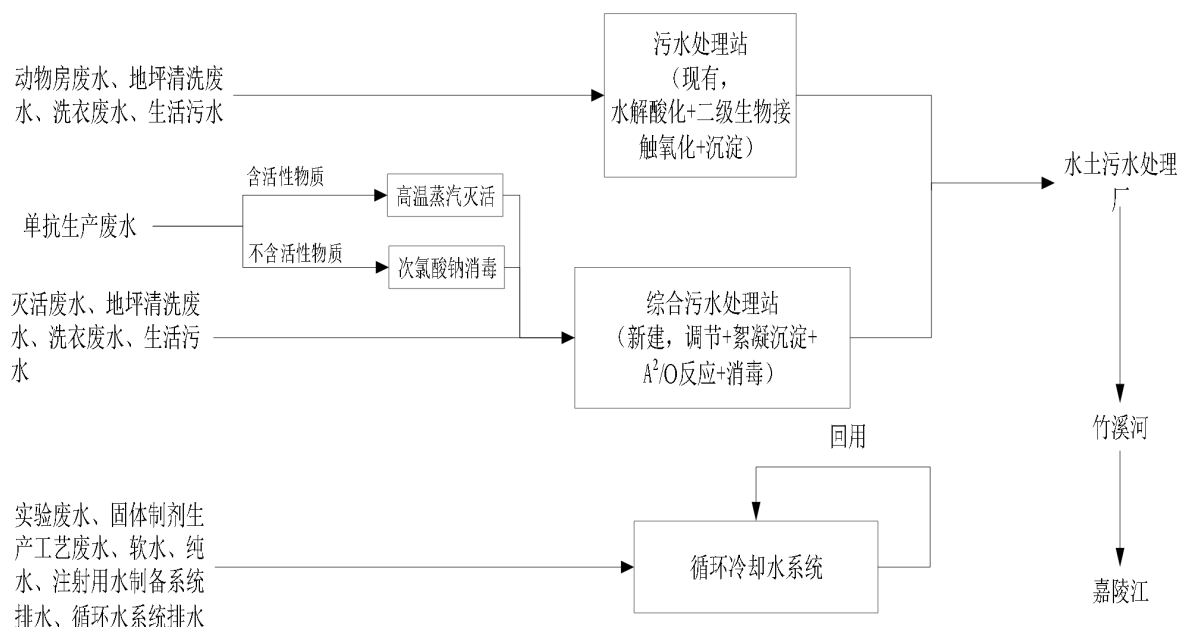 污水处理站
（现有，
水解酸化+二级生物接
触氧化+沉淀）
动物房废水、地坪清洗废
水、洗衣废水、生活污水
水土污水处理
厂
含活性物质
高温蒸汽灭活
单抗生产废水
不含活性物质
次氯酸钠消毒
灭活废水、地坪清洗废
水、洗衣废水、生活污
水
综合污水处理站
（新建，调节+絮凝沉淀+
A²/O反应+消毒）
竹溪河
回用
实验废水、固体制剂生
产工艺废水、软水、纯
水、注射用水制备系统
排水、循环水系统排水
循环冷却水系统
嘉陵江